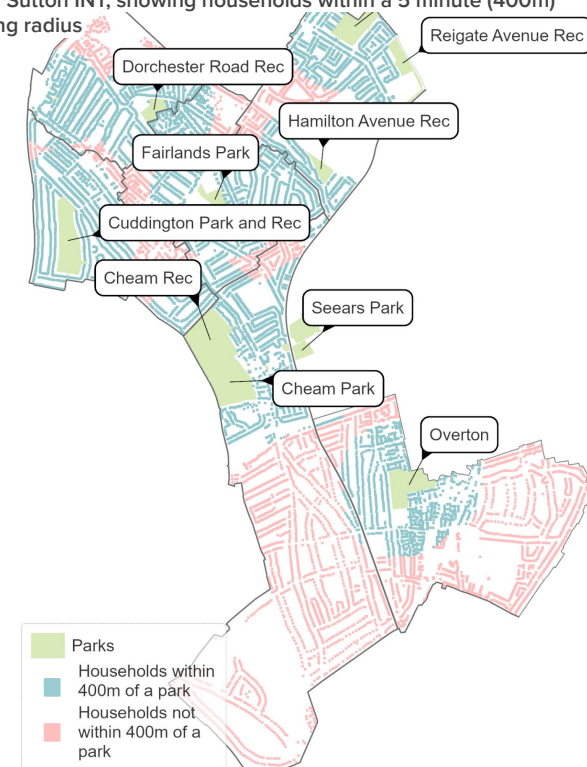 Sutton INT, showing households within a 5 minute (400m)
ng radius
Reigate Avenue Rec
Dorchester Road Rec
Hamilton Avenue Rec
Fairlands Park
Cuddington Park and Rec
Cheam Rec
Seears Park
Cheam Park
Overton
Parks
Households within
400m of a park
Households not
within 400m of a
park